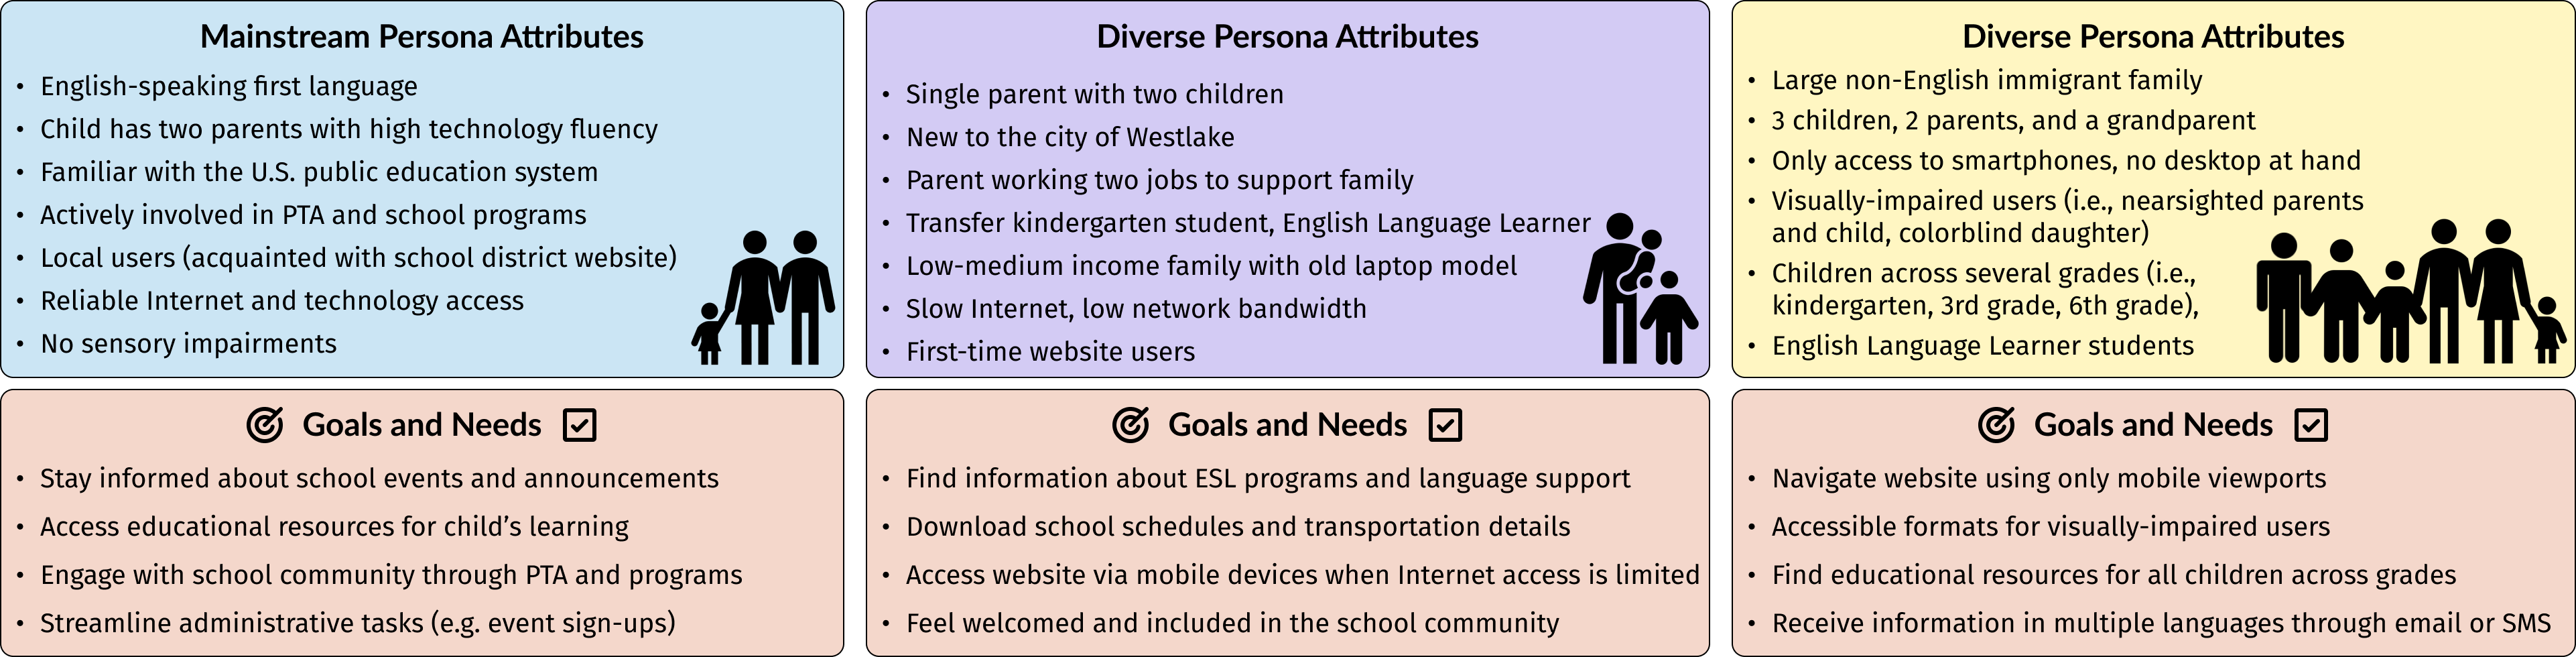 Mainstream Persona Attributes
• English-speaking first language
• Child has two parents with high technology fluency
• Familiar with the U.S. public education system
• Actively involved in PTA and school programs
• Local users (acquainted with school district website)
• Reliable Internet and technology access
• No sensory impairments
Goals and Needs
• Stay informed about school events and announcements
• Access educational resources for child’s learning
• Engage with school community through PTA and programs
• Streamline administrative tasks (e.g. event sign-ups)
Diverse Persona Attributes
• Single parent with two children
• New to the city of Westlake
• Parent working two jobs to support family
• Transfer kindergarten student, English Language Learner
• Low-medium income family with old laptop model
• Slow Internet, low network bandwidth
• First-time website users
Goals and Needs
• Find information about ESL programs and language support
• Download school schedules and transportation details
• Access website via mobile devices when Internet access is limited
• Feel welcomed and included in the school community
Diverse Persona Attributes
• Large non-English immigrant family
• 3 children, 2 parents, and a grandparent
• Only access to smartphones, no desktop at hand
• Visually-impaired users (i.e., nearsighted parents
and child, colorblind daughter)
• Children across several grades (i.e.,
kindergarten, 3rd grade, 6th grade),
• English Language Learner students
Goals and Needs
• Navigate website using only mobile viewports
• Accessible formats for visually-impaired users
• Find educational resources for all children across grades
• Receive information in multiple languages through email or SMS